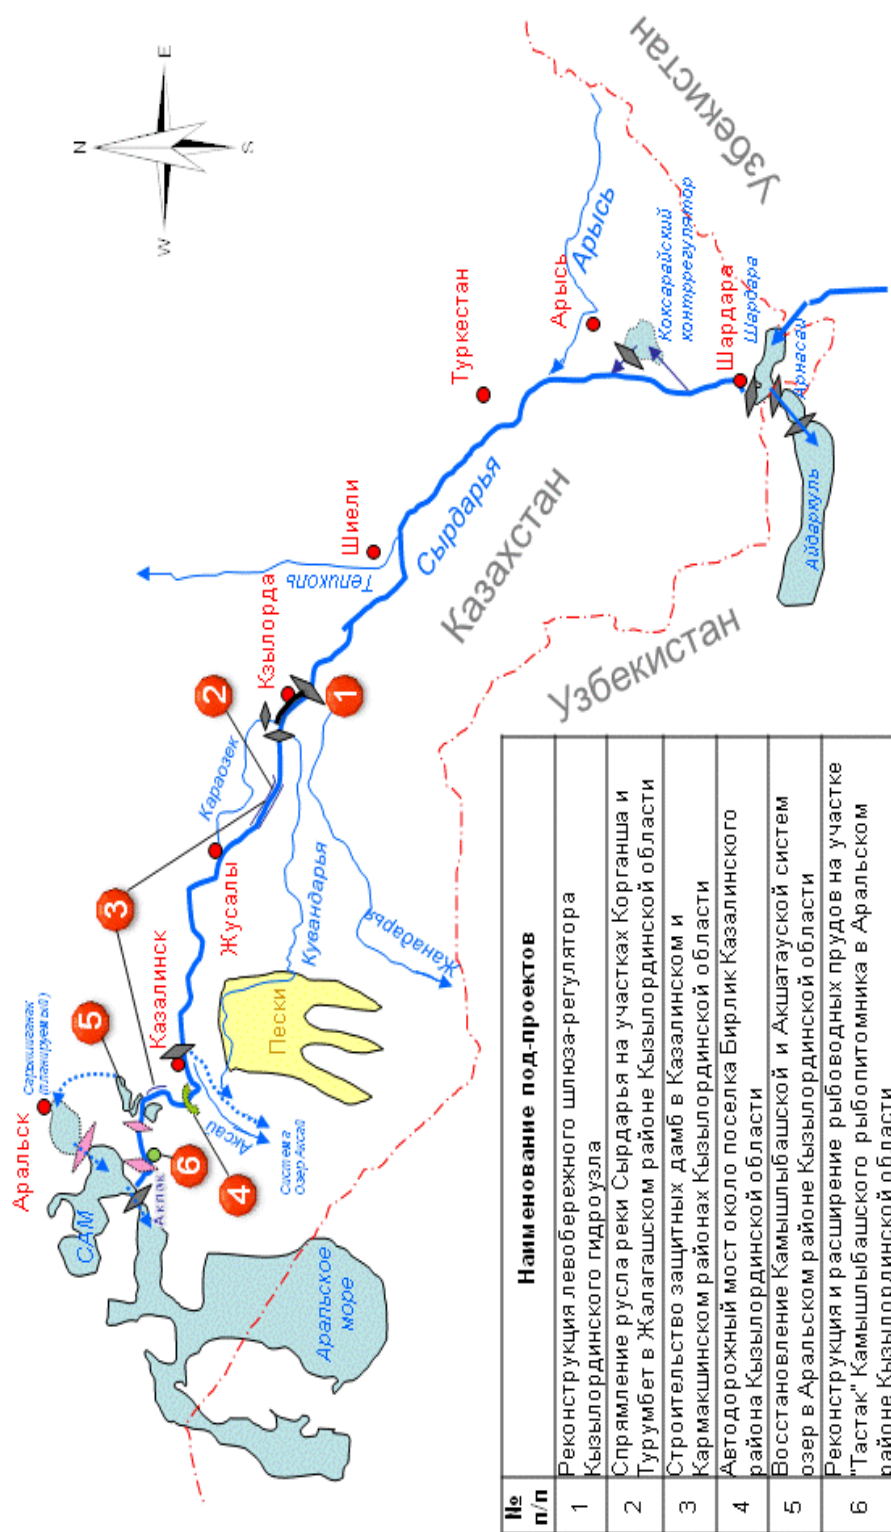 N
W
E
S
Аральск
Сарышиганак
(планируемый)
САМ
Аклак
Аральское
море
5
6
4
3
2
1
Казалинск
Аксай
Система
Озер Аксай
Пески
Жусалы
Караозек
Кувандарья
Жанадарья
Кзылорда
Шиели
Теликоль
Сырдарья
Туркестан
Казахстан
Узбекистан
Арысь
Арысь
Коксарайский
контррегулятор
Шардара
Шардара
Арнасай
Айдаркуль
Узбекистан
№
п/п
Наименование под-проектов
1
Реконструкция левобережного шлюза-регулятора
Кызылординского гидроузла
2
Спрямление русла реки Сырдарья на участках Корганша и
Турумбет в Жалагашском районе Кызылординской области
3
Строительство защитных дамб в Казалинском и
Кармакшинском районах Кызылординской области
4
Автодорожный мост около поселка Бирлик Казалинского
района Кызылординской области
5
Восстановление Камышлыбашской и Акшатауской систем
озер в Аральском районе Кызылординской области
6
Реконструкция и расширение рыбоводных прудов на участке
"Тастак" Камышлыбашского рыбопитомника в Аральском
районе Кызылординской области